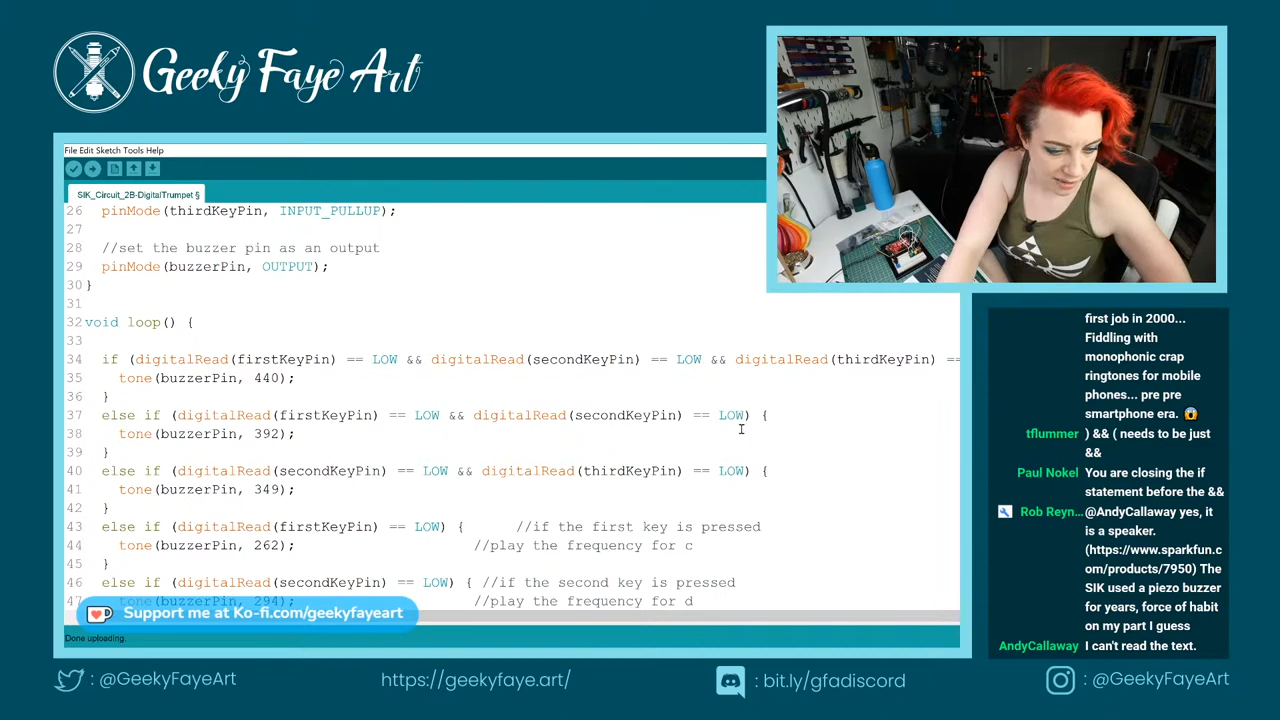 Geeky Faye Art
File Edit Sketch Tools Help
SIK_Circuit_2B-DigitalTrumpet §
26 pinMode(thirdKeyPin, INPUT_PULLUP);
27
28 //set the buzzer pin as an output
29 pinMode(buzzerPin, OUTPUT);
30 }
31
32 void loop() {
33
34 if (digitalRead(firstKeyPin) == LOW && digitalRead(secondKeyPin) == LOW && digitalRead(thirdKeyPin) ==
35 tone(buzzerPin, 440);
36 }
37 else if (digitalRead(firstKeyPin) == LOW && digitalRead(secondKeyPin) == LOW) {
38 tone(buzzerPin, 392);
39 }
40 else if (digitalRead(secondKeyPin) == LOW && digitalRead(thirdKeyPin) == LOW) {
41 tone(buzzerPin, 349);
42 }
43 else if (digitalRead(firstKeyPin) == LOW) { //if the first key is pressed
44 tone(buzzerPin, 262); //play the frequency for c
45 }
46 else if (digitalRead(secondKeyPin) == LOW) { //if the second key is pressed
47 tone(buzzerPin, 294); //play the frequency for d
Support me at Ko-fi.com/geekyfayeart
Done uploading.
first job in 2000...
Fiddling with
monophonic crap
ringtones for mobile
phones... pre pre
smartphone era. 😱
tflummer ) && ( needs to be just
&&
Paul Nokel You are closing the if
statement before the &&
Rob Reyn... @AndyCallaway yes, it
is a speaker.
(https://www.sparkfun.c
om/products/7950) The
SIK used a piezo buzzer
for years, force of habit
on my part I guess
AndyCallaway I can't read the text.
: @GeekyFayeArt
https://geekyfaye.art/
: bit.ly/gfadiscord
: @GeekyFayeArt